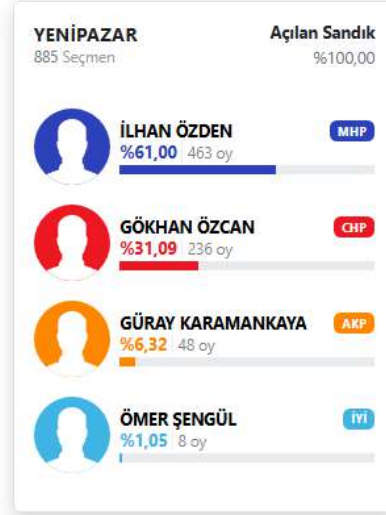 YENİPAZAR Açılan Sandık
885 Seçmen %100,00
İLHAN ÖZDEN MHP
%61,00 463 oy
GÖKHAN ÖZCAN CHP
%31,09 236 oy
GÜRAY KARAMANKAYA AKP
%6,32 48 oy
ÖMER ŞENGÜL İYİ
%1,05 8 oy